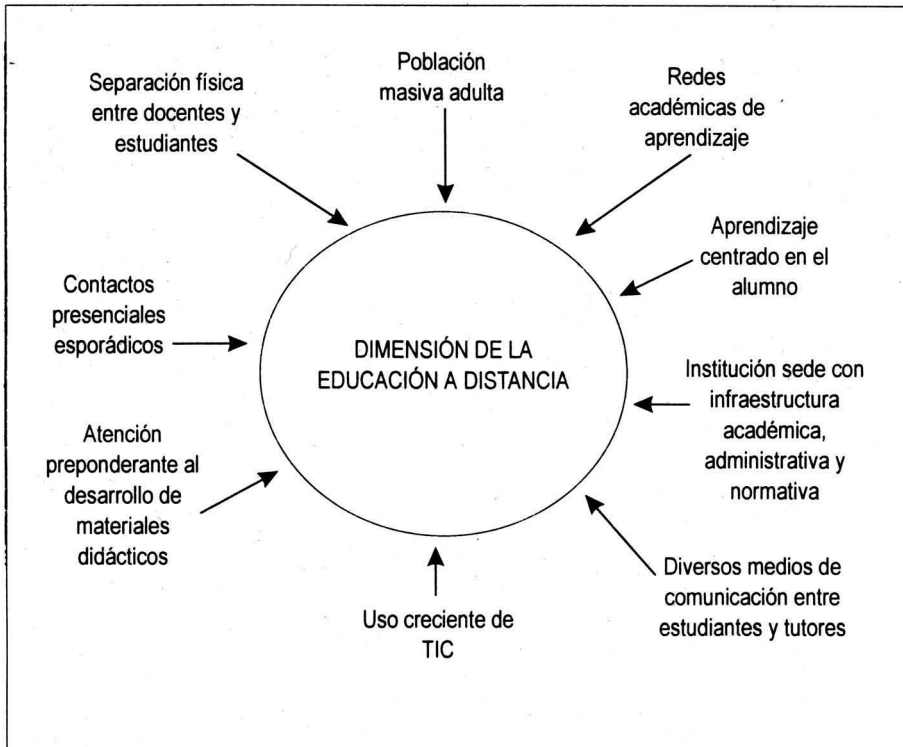 Separación física
entre docentes y
estudiantes
Población
masiva adulta
Redes
académicas de
aprendizaje
Aprendizaje
centrado en el
alumno
Institución sede con
infraestructura
académica,
administrativa y
normativa
Diversos medios de
comunicación entre
estudiantes y tutores
Uso creciente de
TIC
Atención
preponderante al
desarrollo de
materiales
didácticos
Contactos
presenciales
esporádicos
DIMENSIÓN DE LA
EDUCACIÓN A DISTANCIA